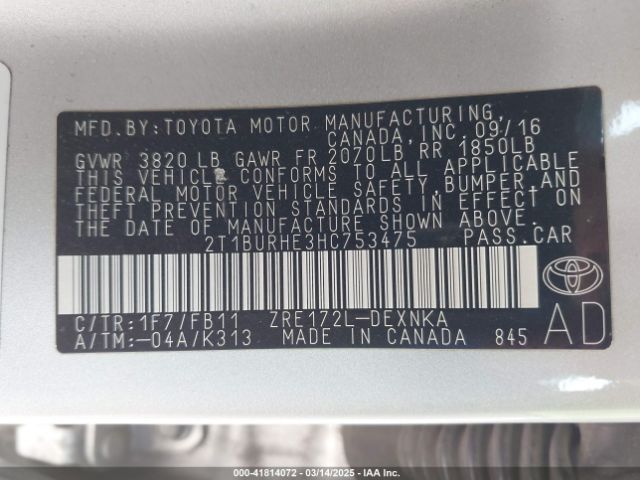 MFD.BY:TOYOTA MOTOR MANUFACTURING,
CANADA, INC. 09/16
GVWR 3820 LB GAWR FR 2070LB RR 1850LB
THIS VEHICLE CONFORMS TO ALL APPLICABLE
FEDERAL MOTOR VEHICLE SAFETY, BUMPER, AND
THEFT PREVENTION STANDARDS IN EFFECT ON
THE DATE OF MANUFACTURE SHOWN ABOVE.
2T1BURHE3HC753475 PASS.CAR
C/TR:1F7/FB11 ZRE172L-DEXNKA
A/TM:-04A/K313 MADE IN CANADA 845
AD
000-41814072 — 03/14/2025 — IAAI.COM